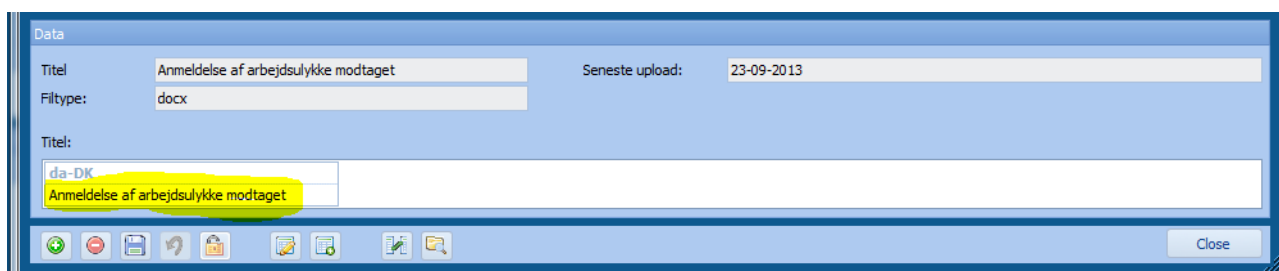 Data
Titel Anmeldelse af arbejdsulykke modtaget Seneste upload: 23-09-2013
Filtype: docx
Titel:
da-DK
Anmeldelse af arbejdsulykke modtaget
Close